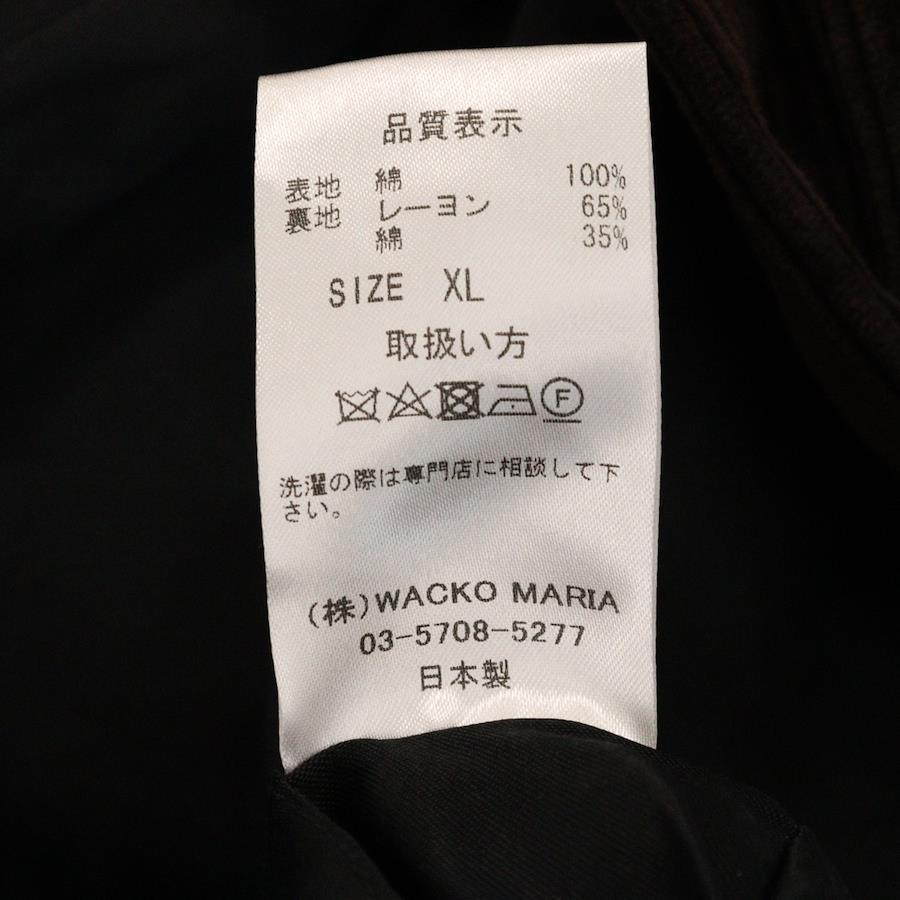 品質表示
表地 綿 100%
裏地 レーヨン 65%
綿 35%
SIZE XL
取扱い方
F
洗濯の際は専門店に相談して下
さい。
(株)WACKO MARIA
03-5708-5277
日本製